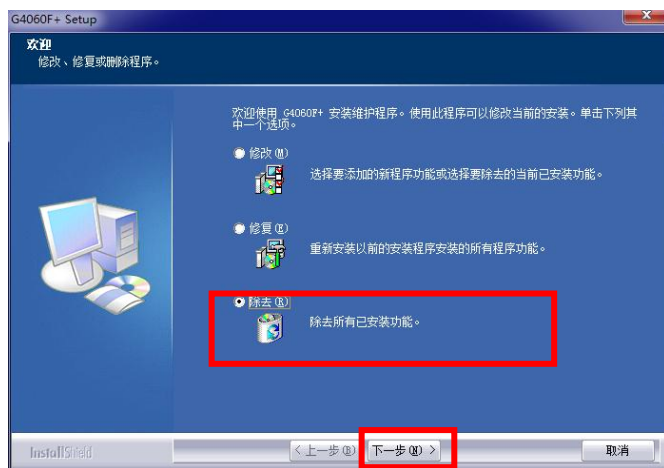 G4060F+ Setup
欢迎
修改、修复或删除程序。
欢迎使用 G4060F+ 安装维护程序。使用此程序可以修改当前的安装。单击下列其
中一个选项。
修改(M)
选择要添加的新程序功能或选择要除去的当前已安装功能。
修复(E)
重新安装以前的安装程序安装的所有程序功能。
除去(R)
除去所有已安装功能。
InstallShield
<上一步(B) 下一步(N) > 取消